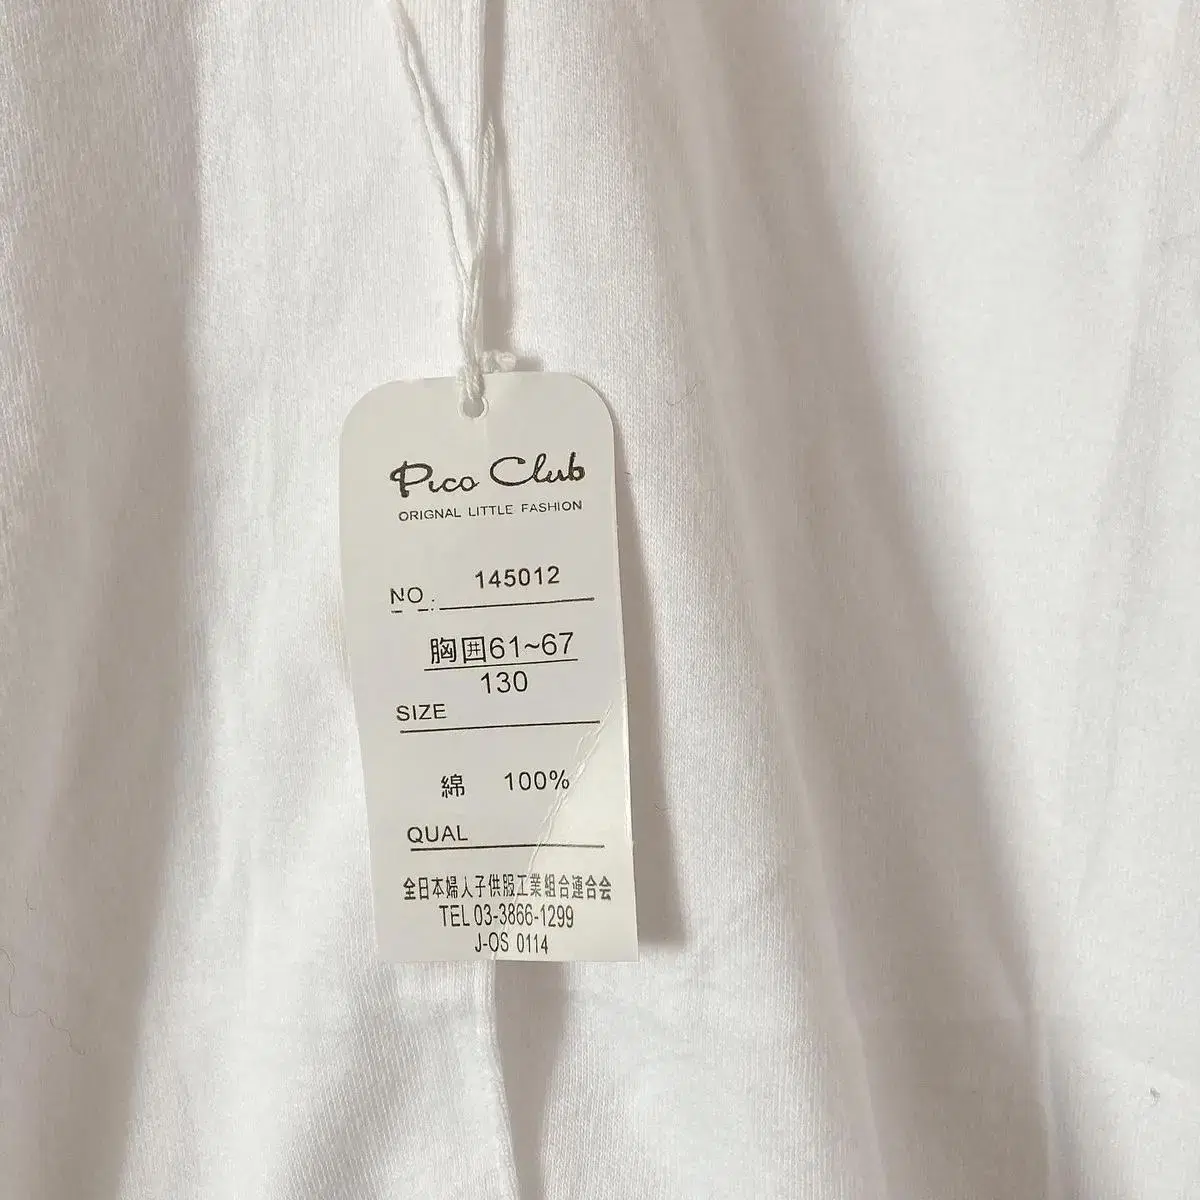 Pico Club
ORIGNAL LITTLE FASHION
NO.: 145012
胸囲61~67
130
SIZE
綿 100%
QUAL
全日本婦人子供服工業組合連合会
TEL 03-3866-1299
J-OS 0114